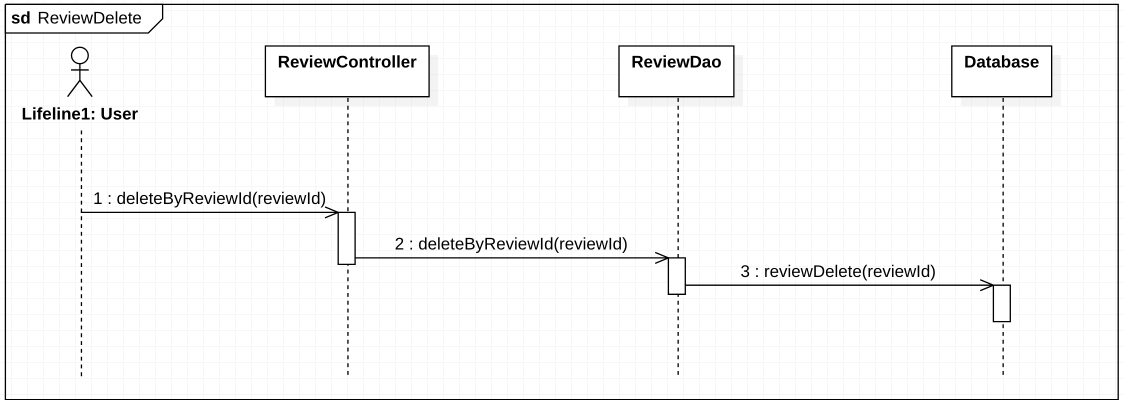 sd ReviewDelete
Lifeline1: User
ReviewController
ReviewDao
Database
1 : deleteByReviewId(reviewId)
2 : deleteByReviewId(reviewId)
3 : reviewDelete(reviewId)